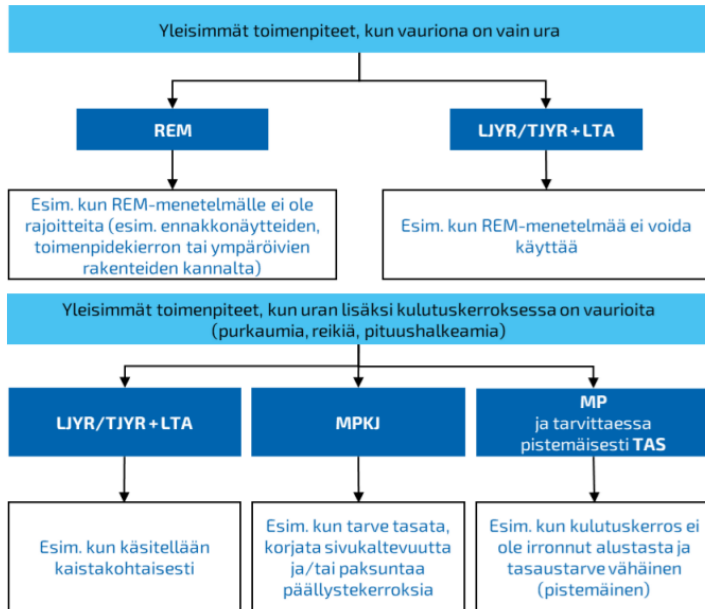 Yleisimmät toimenpiteet, kun vauriona on vain ura
REM
LJYR/TJYR + LTA
Esim. kun REM-menetelmälle ei ole
rajoitteita (esim. ennakkonäytteiden,
toimenpidekierron tai ympäröivien
rakenteiden kannalta)
Esim. kun REM-menetelmää ei voida
käyttää
Yleisimmät toimenpiteet, kun uran lisäksi kulutuskerroksessa on vaurioita
(purkaumia, reikiä, pituushalkeamia)
LJYR/TJYR + LTA
MPKJ
MP
ja tarvittaessa
pistemäisesti TAS
Esim. kun käsitellään
kaistakohtaisesti
Esim. kun tarve tasata,
korjata sivukaltevuutta
ja/tai paksuntaa
päällystekerroksia
Esim. kun kulutuskerros ei
ole irronnut alustasta ja
tasaustarve vähäinen
(pistemäinen)